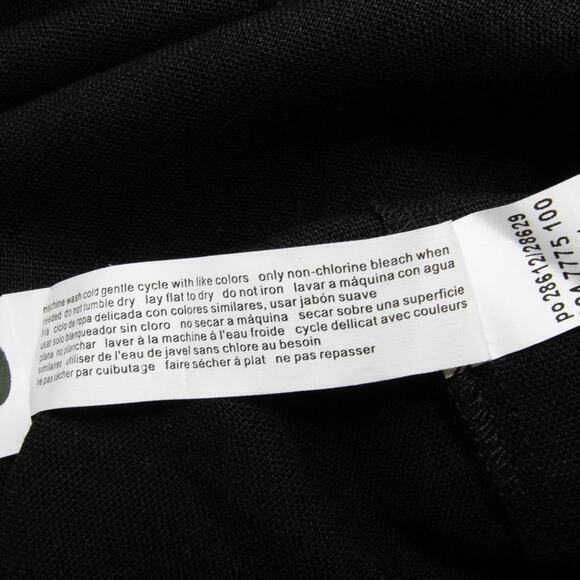 machine wash cold gentle cycle with like colors only non-chlorine bleach when
needed do not tumble dry lay flat to dry do not iron lavar a máquina con agua
fria ciclo de ropa delicada con colores similares, usar jabón suave
usar solo blanqueador sin cloro no secar a máquina secar sobre una superficie
plana no planchar laver à la machine à l'eau froide cycle dellicat avec couleurs
similaires utiliser de l'eau de javel sans chlore au besoin
ne pas sécher par cuibutage faire sécher à plat ne pas repasser
PO 28612/28629
7775 100